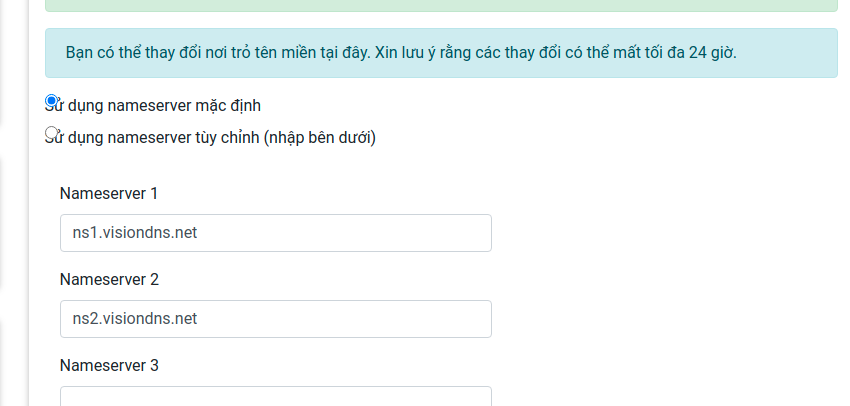 Bạn có thể thay đổi nơi trỏ tên miền tại đây. Xin lưu ý rằng các thay đổi có thể mất tối đa 24 giờ.
Sử dụng nameserver mặc định
Sử dụng nameserver tùy chỉnh (nhập bên dưới)
Nameserver 1
ns1.visiondns.net
Nameserver 2
ns2.visiondns.net
Nameserver 3